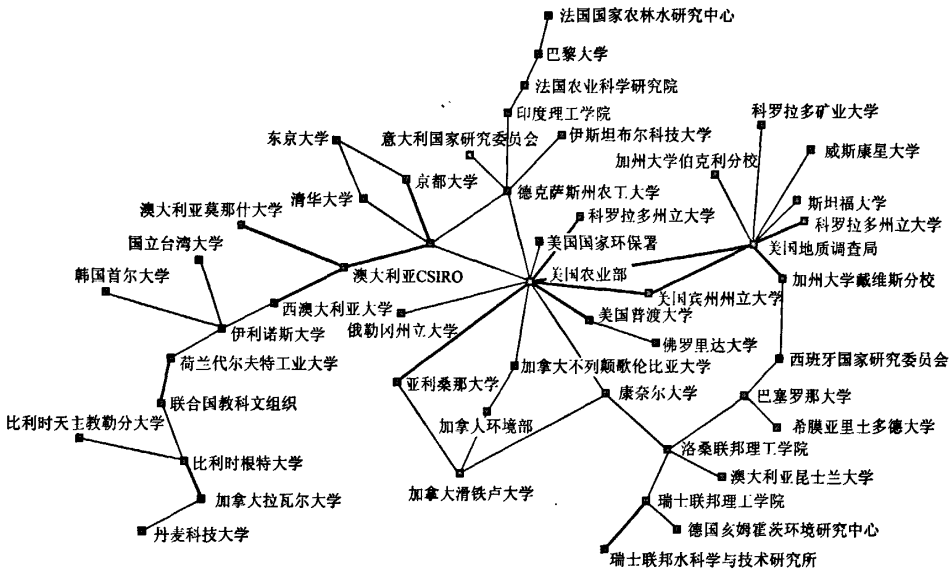 法国国家农林水研究中心
巴黎大学
法国农业科学研究院
印度理工学院
科罗拉多矿业大学
东京大学
意大利国家研究委员会
伊斯坦布尔科技大学
威斯康星大学
加州大学伯克利分校
京都大学
清华大学
德克萨斯州农工大学
斯坦福大学
澳大利亚莫那什大学
科罗拉多州立大学
科罗拉多州立大学
国立台湾大学
美国国家环保署
美国地质调查局
韩国首尔大学
澳大利亚CSIRO
美国农业部
加州大学戴维斯分校
西澳大利亚大学
美国宾州州立大学
俄勒冈州立大学
美国普渡大学
伊利诺斯大学
佛罗里达大学
荷兰代尔夫特工业大学
加拿大不列颠歌伦比亚大学
西班牙国家研究委员会
亚利桑那大学
康奈尔大学
巴塞罗那大学
联合国教科文组织
比利时天主教勒分大学
加拿大环境部
希膜亚里士多德大学
洛桑联邦理工学院
比利时根特大学
澳大利亚昆士兰大学
加拿大滑铁卢大学
加拿大拉瓦尔大学
瑞士联邦理工学院
丹麦科技大学
德国亥姆霍茨环境研究中心
瑞士联邦水科学与技术研究所